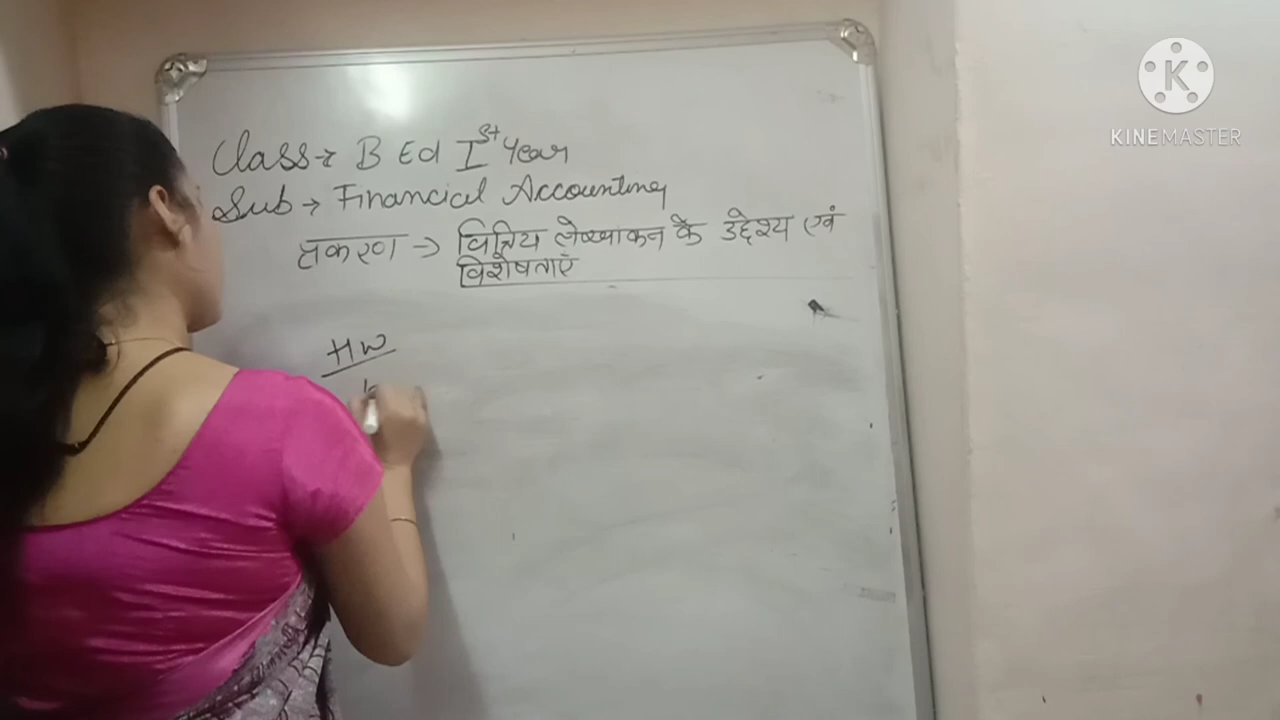 Class → B Ed Ist Year
Sub → Financial Accounting
प्रकरण → वित्तिय लेख्याकन के उद्देश्य एवं
विशेषताएं
HW
K
KINEMASTER